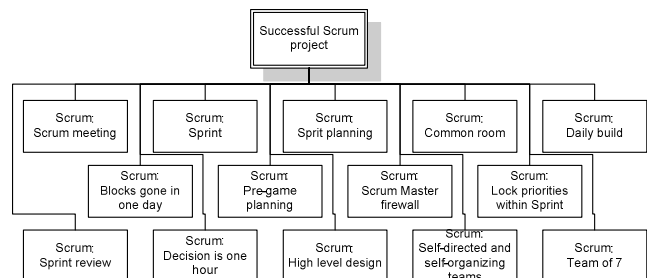 Successful Scrum
project
Scrum:
Scrum meeting
Scrum:
Sprint
Scrum:
Sprit planning
Scrum:
Common room
Scrum:
Daily build
Scrum:
Blocks gone in
one day
Scrum:
Pre-game
planning
Scrum:
Scrum Master
firewall
Scrum:
Lock priorities
within Sprint
Scrum:
Sprint review
Scrum:
Decision is one
hour
Scrum:
High level design
Scrum:
Self-directed and
self-organizing
teams
Scrum:
Team of 7